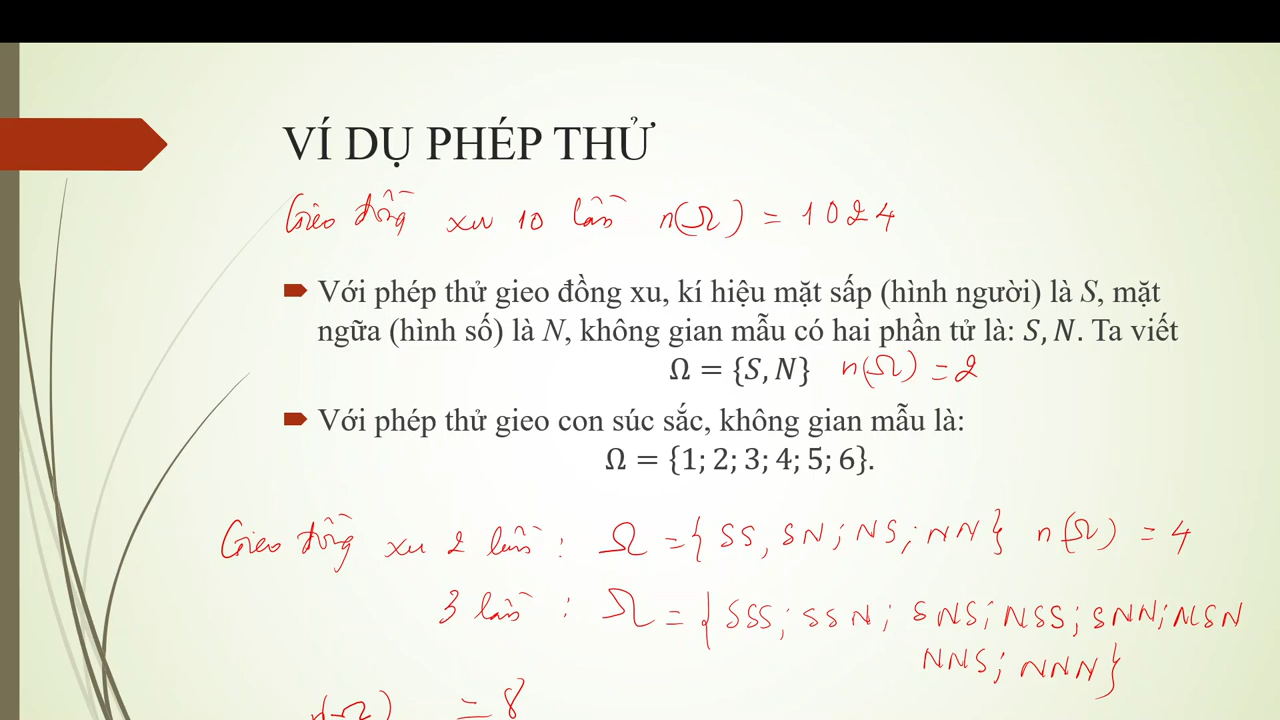 VÍ DỤ PHÉP THỬ
Gieo đồng xu 10 lần n(Ω) = 1024
Với phép thử gieo đồng xu, kí hiệu mặt sấp (hình người) là S, mặt
ngữa (hình số) là N, không gian mẫu có hai phần tử là: S, N. Ta viết
Ω = {S, N} n(Ω) = 2
Với phép thử gieo con súc sắc, không gian mẫu là:
Ω = {1; 2; 3; 4; 5; 6}.
Gieo đồng xu 2 lần : Ω = { SS, SN; NS; NN} n(Ω) = 4
3 lần : Ω = { SSS; SSN; SNS; NSS; SNN; NSN
NNS; NNN}
n(Ω) = 8